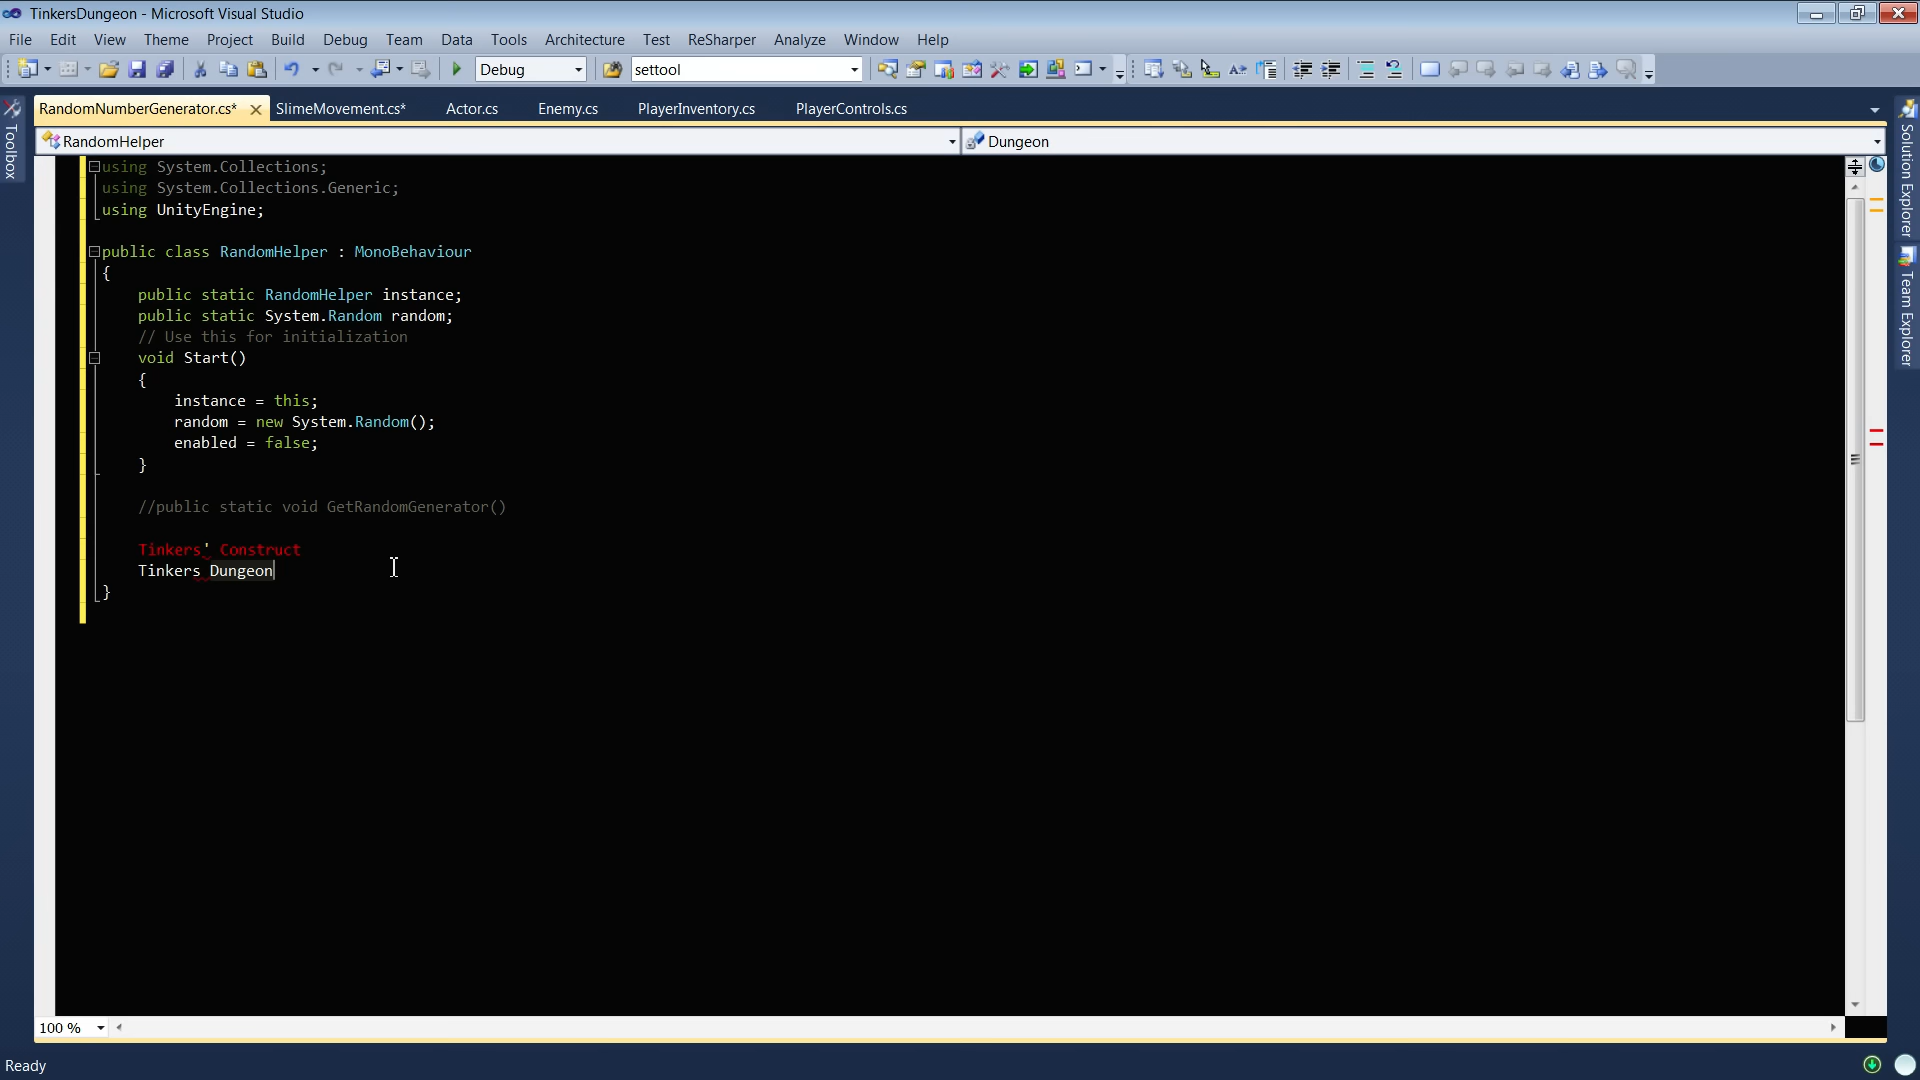 TinkersDungeon - Microsoft Visual Studio
File Edit View Theme Project Build Debug Team Data Tools Architecture Test ReSharper Analyze Window Help
Debug settool
RandomNumberGenerator.cs* SlimeMovement.cs* Actor.cs Enemy.cs PlayerInventory.cs PlayerControls.cs
RandomHelper Dungeon
Toolbox
Solution Explorer
Team Explorer
using System.Collections;
using System.Collections.Generic;
using UnityEngine;
public class RandomHelper : MonoBehaviour
{
public static RandomHelper instance;
public static System.Random random;
// Use this for initialization
void Start()
{
instance = this;
random = new System.Random();
enabled = false;
}
//public static void GetRandomGenerator()
Tinkers' Construct
Tinkers Dungeon
}
100 %
Ready